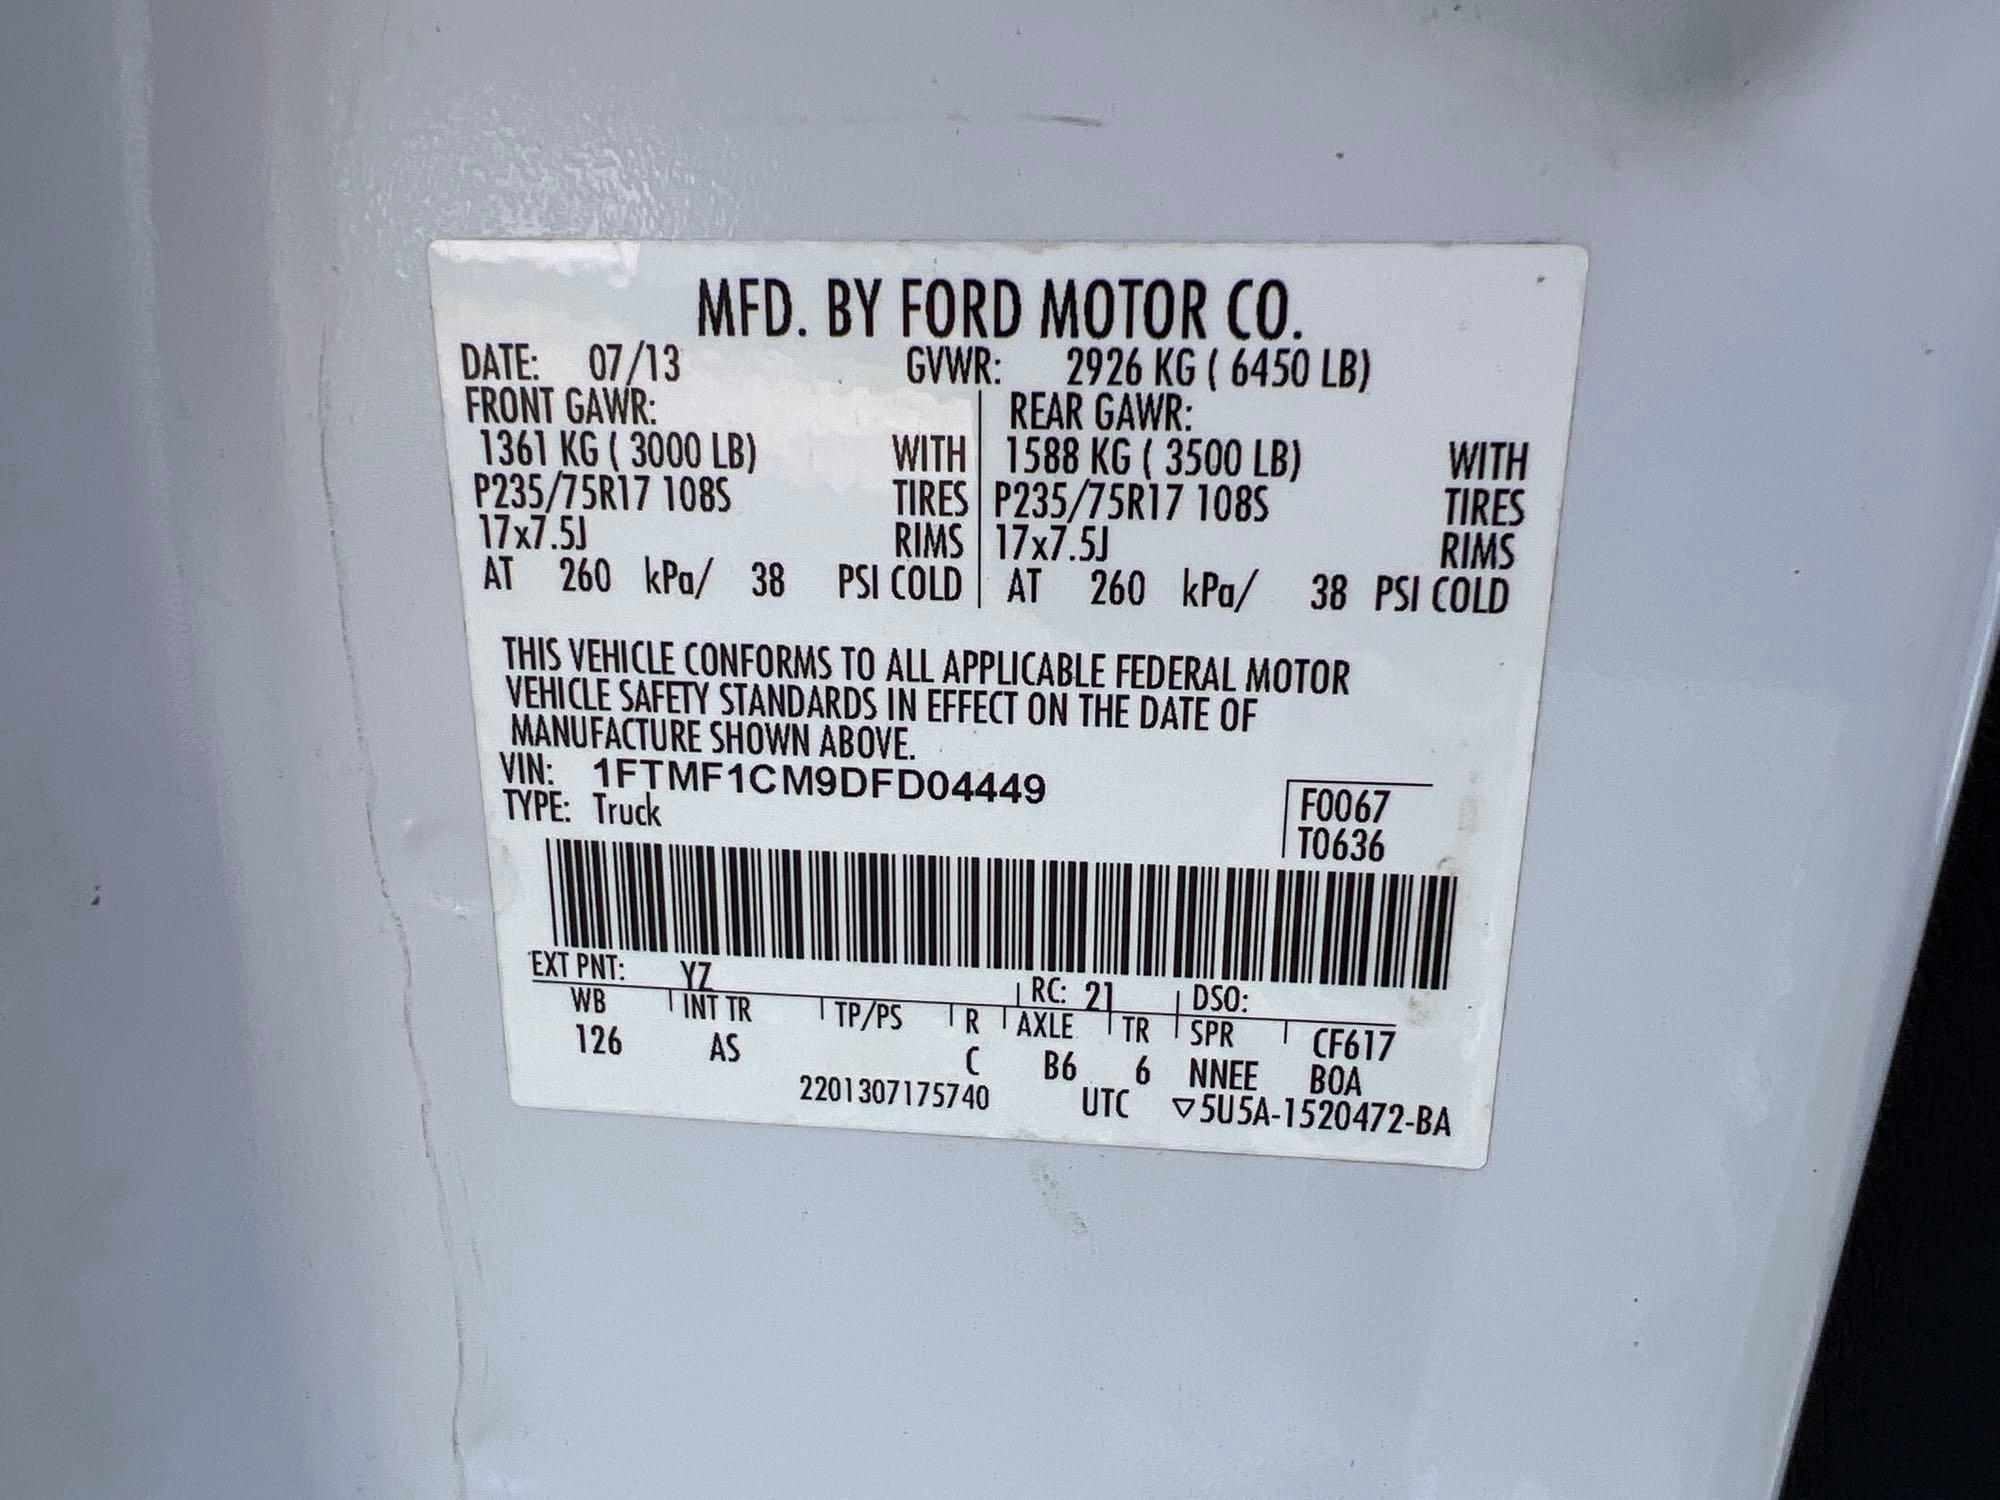 MFD. BY FORD MOTOR CO.
DATE: 07/13 GVWR: 2926 KG ( 6450 LB)
FRONT GAWR: REAR GAWR:
1361 KG ( 3000 LB) WITH 1588 KG ( 3500 LB) WITH
P235/75R17 108S TIRES P235/75R17 108S TIRES
17x7.5J RIMS 17x7.5J RIMS
AT 260 kPa/ 38 PSI COLD AT 260 kPa/ 38 PSI COLD
THIS VEHICLE CONFORMS TO ALL APPLICABLE FEDERAL MOTOR
VEHICLE SAFETY STANDARDS IN EFFECT ON THE DATE OF
MANUFACTURE SHOWN ABOVE.
VIN: 1FTMF1CM9DFD04449
TYPE: Truck
F0067
T0636
EXT PNT: YZ RC: 21 DSO:
WB INT TR TP/PS R AXLE TR SPR CF617
126 AS C B6 6 NNEE BOA
2201307175740 UTC ▽5U5A-1520472-BA